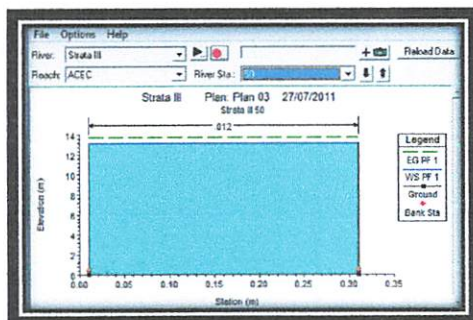 File Options Help
River: Strata III Reload Data
Reach: ACEC River Sta.: 50
Strata III Plan: Plan 03 27/07/2011
Strata III 50
.012
Elevation (m)
14
12
10
8
6
4
2
0
0.00 0.05 0.10 0.15 0.20 0.25 0.30 0.35
Station (m)
Legend
EG PF 1
WS PF 1
Ground
Bank Sta